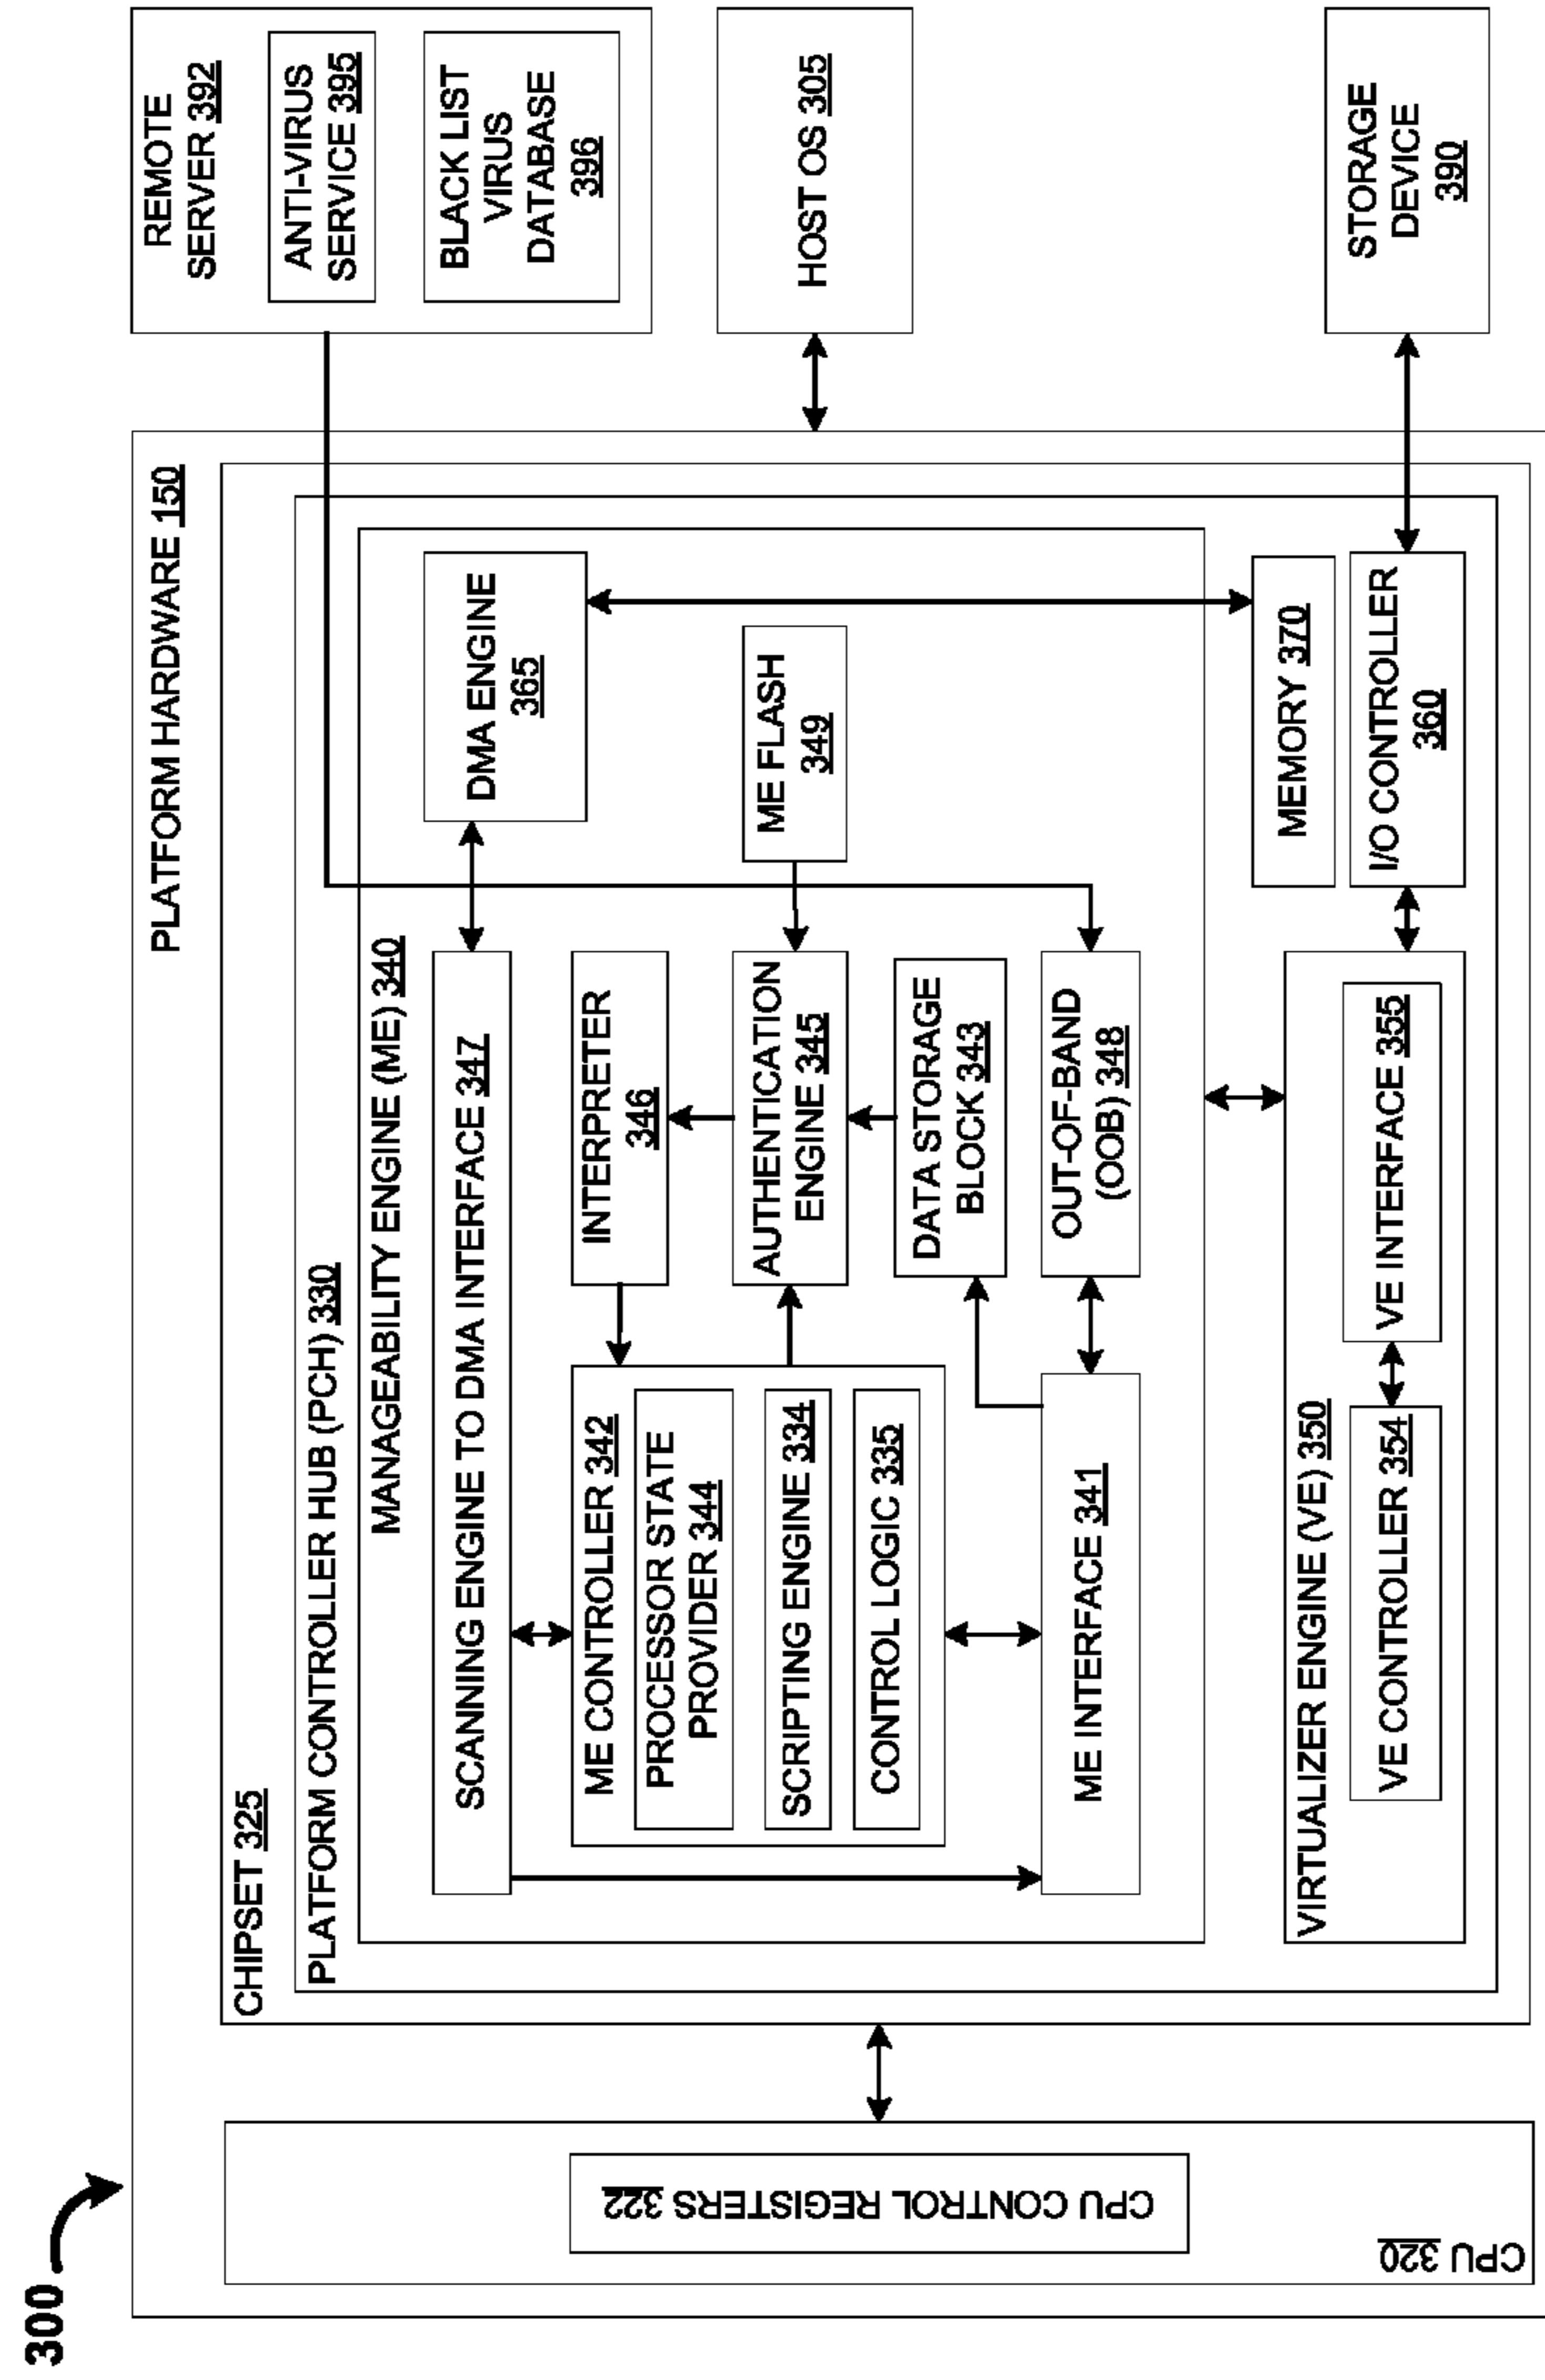 300
PLATFORM HARDWARE 150
CPU 320
CPU CONTROL REGISTERS 322
CHIPSET 325
PLATFORM CONTROLLER HUB (PCH) 330
MANAGEABILITY ENGINE (ME) 340
SCANNING ENGINE TO DMA INTERFACE 347
DMA ENGINE
365
ME CONTROLLER 342
PROCESSOR STATE
PROVIDER 344
SCRIPTING ENGINE 334
CONTROL LOGIC 335
INTERPRETER
346
AUTHENTICATION
ENGINE 345
ME FLASH
349
DATA STORAGE
BLOCK 343
ME INTERFACE 341
OUT-OF-BAND
(OOB) 348
VIRTUALIZER ENGINE (VE) 350
VE CONTROLLER 354
VE INTERFACE 355
MEMORY 370
I/O CONTROLLER
360
REMOTE
SERVER 392
ANTI-VIRUS
SERVICE 395
BLACK LIST
VIRUS
DATABASE
396
HOST OS 305
STORAGE
DEVICE
390